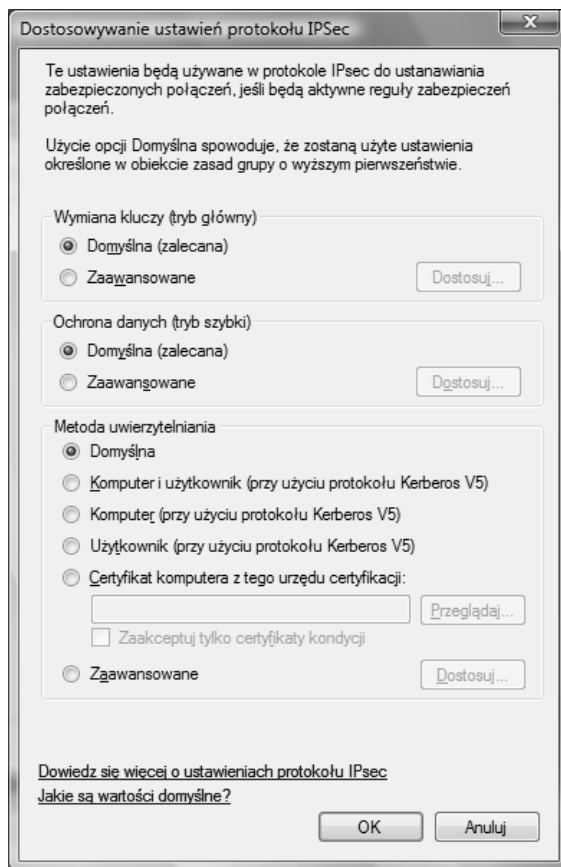 Dostosowywanie ustawień protokołu IPSec
Te ustawienia będą używane w protokole IPsec do ustanawiania
zabezpieczonych połączeń, jeśli będą aktywne reguły zabezpieczeń
połączeń.
Użycie opcji Domyślna spowoduje, że zostaną użyte ustawienia
określone w obiekcie zasad grupy o wyższym pierwszeństwie.
Wymiana kluczy (tryb główny)
Domyślna (zalecana)
Zaawansowane
Dostosuj...
Ochrona danych (tryb szybki)
Domyślna (zalecana)
Zaawansowane
Dostosuj...
Metoda uwierzytelniania
Domyślna
Komputer i użytkownik (przy użyciu protokołu Kerberos V5)
Komputer (przy użyciu protokołu Kerberos V5)
Użytkownik (przy użyciu protokołu Kerberos V5)
Certyfikat komputera z tego urzędu certyfikacji:
Przeglądaj...
Zaakceptuj tylko certyfikaty kondycji
Zaawansowane
Dostosuj...
Dowiedz się więcej o ustawieniach protokołu IPsec
Jakie są wartości domyślne?
OK Anuluj